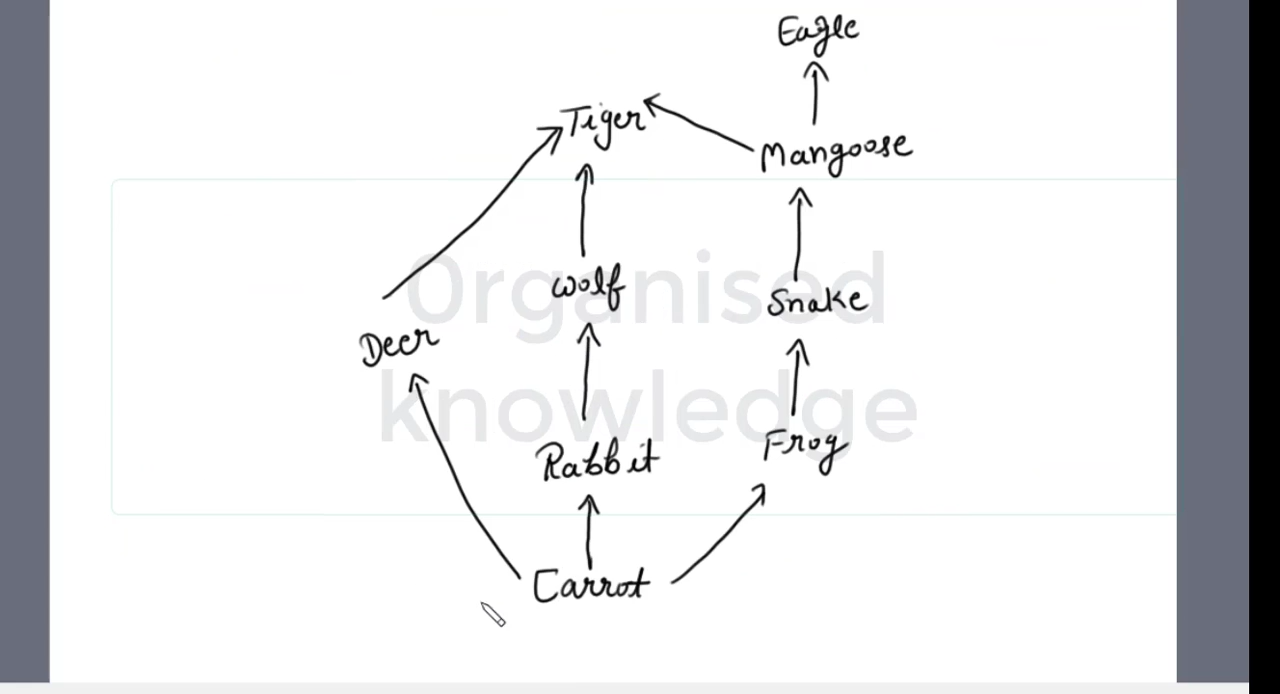 Eagle
Tiger
Mangoose
Wolf
Snake
Deer
Rabbit
Frog
Carrot
Organised
knowledge